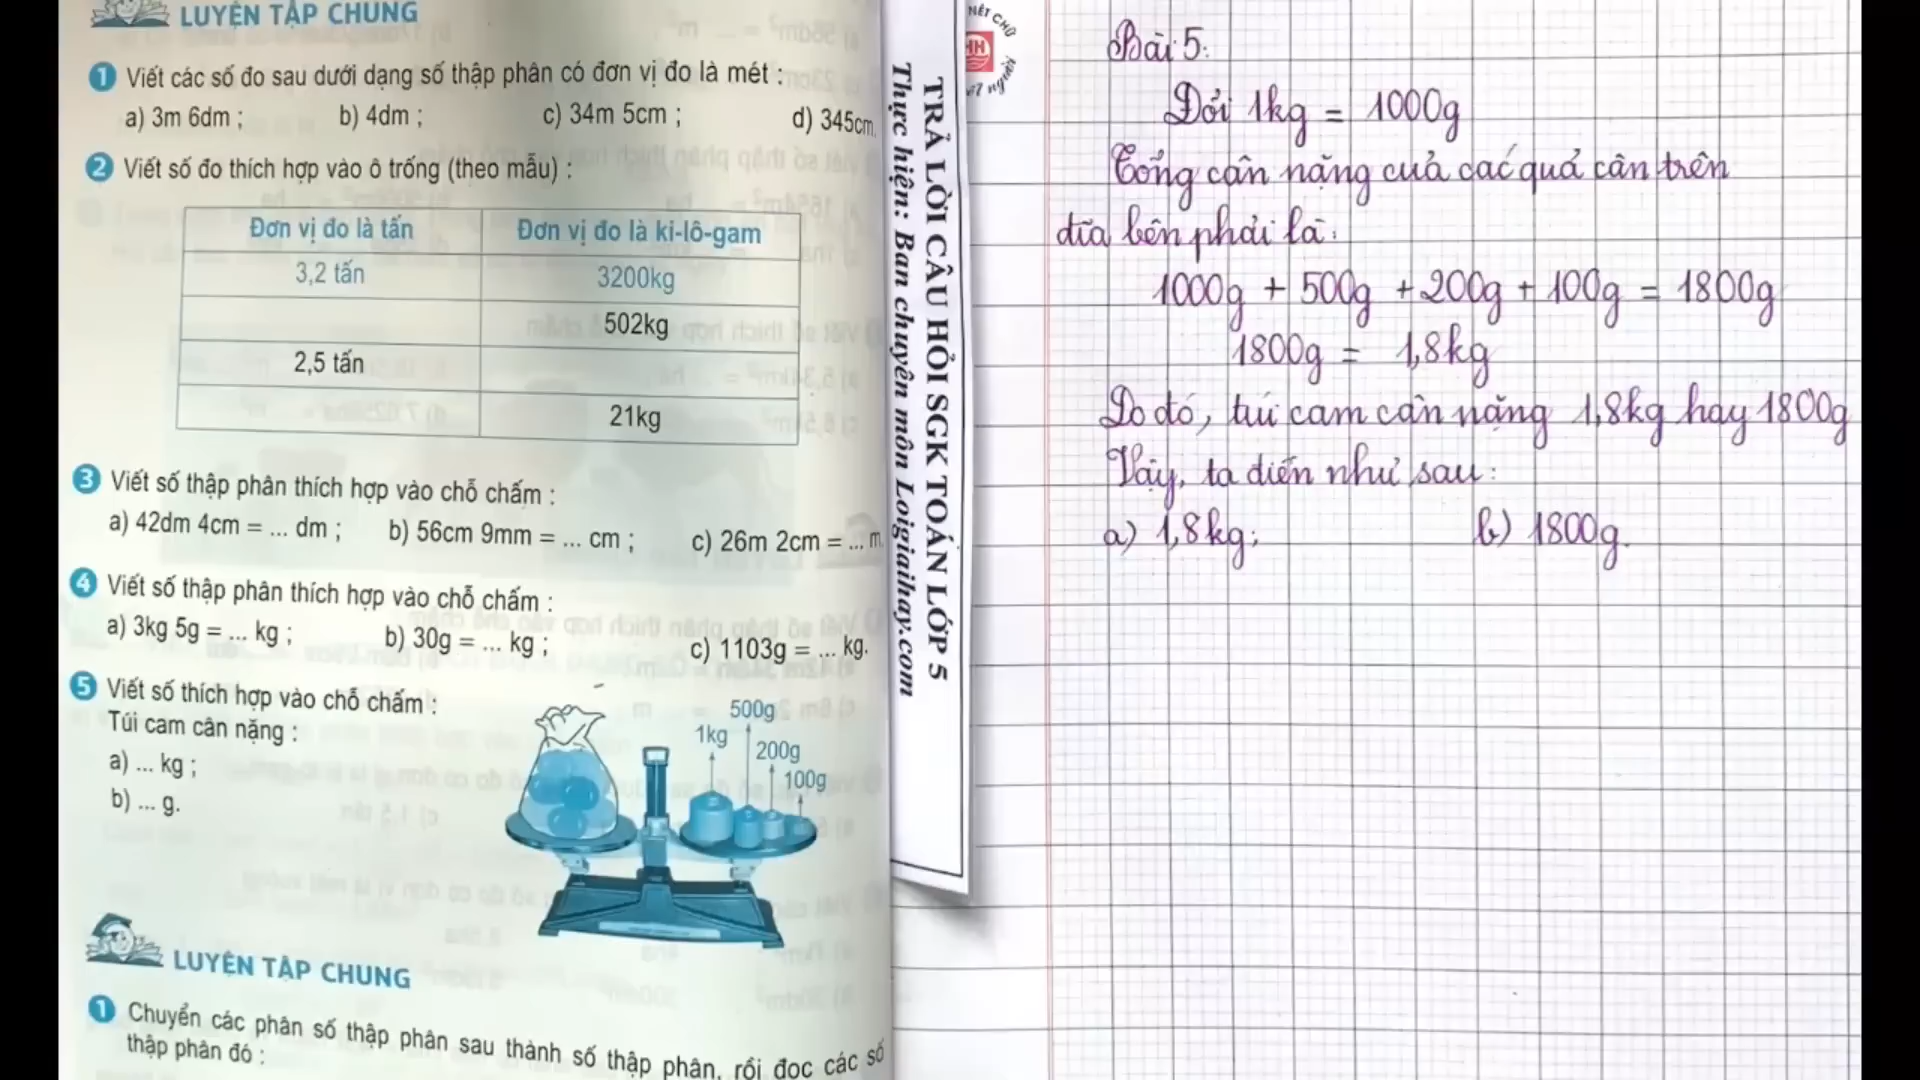 LUYỆN TẬP CHUNG
1 Viết các số đo sau dưới dạng số thập phân có đơn vị đo là mét :
a) 3m 6dm ; b) 4dm ; c) 34m 5cm ; d) 345cm.
2 Viết số đo thích hợp vào ô trống (theo mẫu) :
Đơn vị đo là tấn Đơn vị đo là ki-lô-gam
3,2 tấn 3200kg
502kg
2,5 tấn
21kg
3 Viết số thập phân thích hợp vào chỗ chấm :
a) 42dm 4cm = ... dm ; b) 56cm 9mm = ... cm ; c) 26m 2cm = ... m
4 Viết số thập phân thích hợp vào chỗ chấm :
a) 3kg 5g = ... kg ; b) 30g = ... kg ; c) 1103g = ... kg.
5 Viết số thích hợp vào chỗ chấm :
Túi cam cân nặng :
a) ... kg ;
b) ... g.
500g
1kg
200g
100g
LUYỆN TẬP CHUNG
1 Chuyển các phân số thập phân sau thành số thập phân, rồi đọc các số
thập phân đó :
TRẢ LỜI CÂU HỎI SGK TOÁN LỚP 5
Thực hiện: Ban chuyên môn Loigiaihay.com
NÉT CHỮ
HH
Bài 5:
Đổi 1kg = 1000g
Tổng cân nặng của các quả cân trên
đĩa bên phải là:
1000g + 500g + 200g + 100g = 1800g
1800g = 1,8kg
Do đó, túi cam cân nặng 1,8kg hay 1800g
Vậy, ta điền như sau:
a) 1,8kg; b) 1800g.